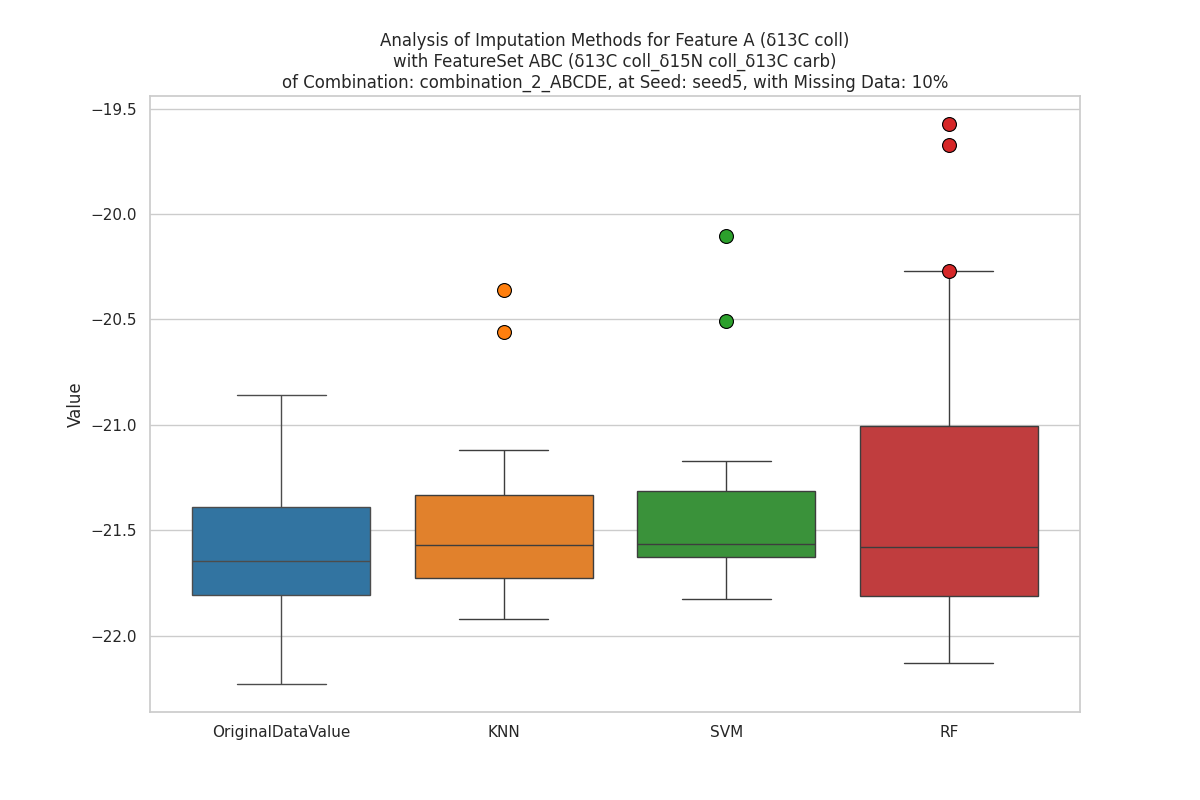 Analysis of Imputation Methods for Feature A (δ13C coll)
with FeatureSet ABC (δ13C coll_δ15N coll_δ13C carb)
of Combination: combination_2_ABCDE, at Seed: seed5, with Missing Data: 10%
−19.5
−20.0
−20.5
−21.0
−21.5
−22.0
Value
OriginalDataValue
KNN
SVM
RF